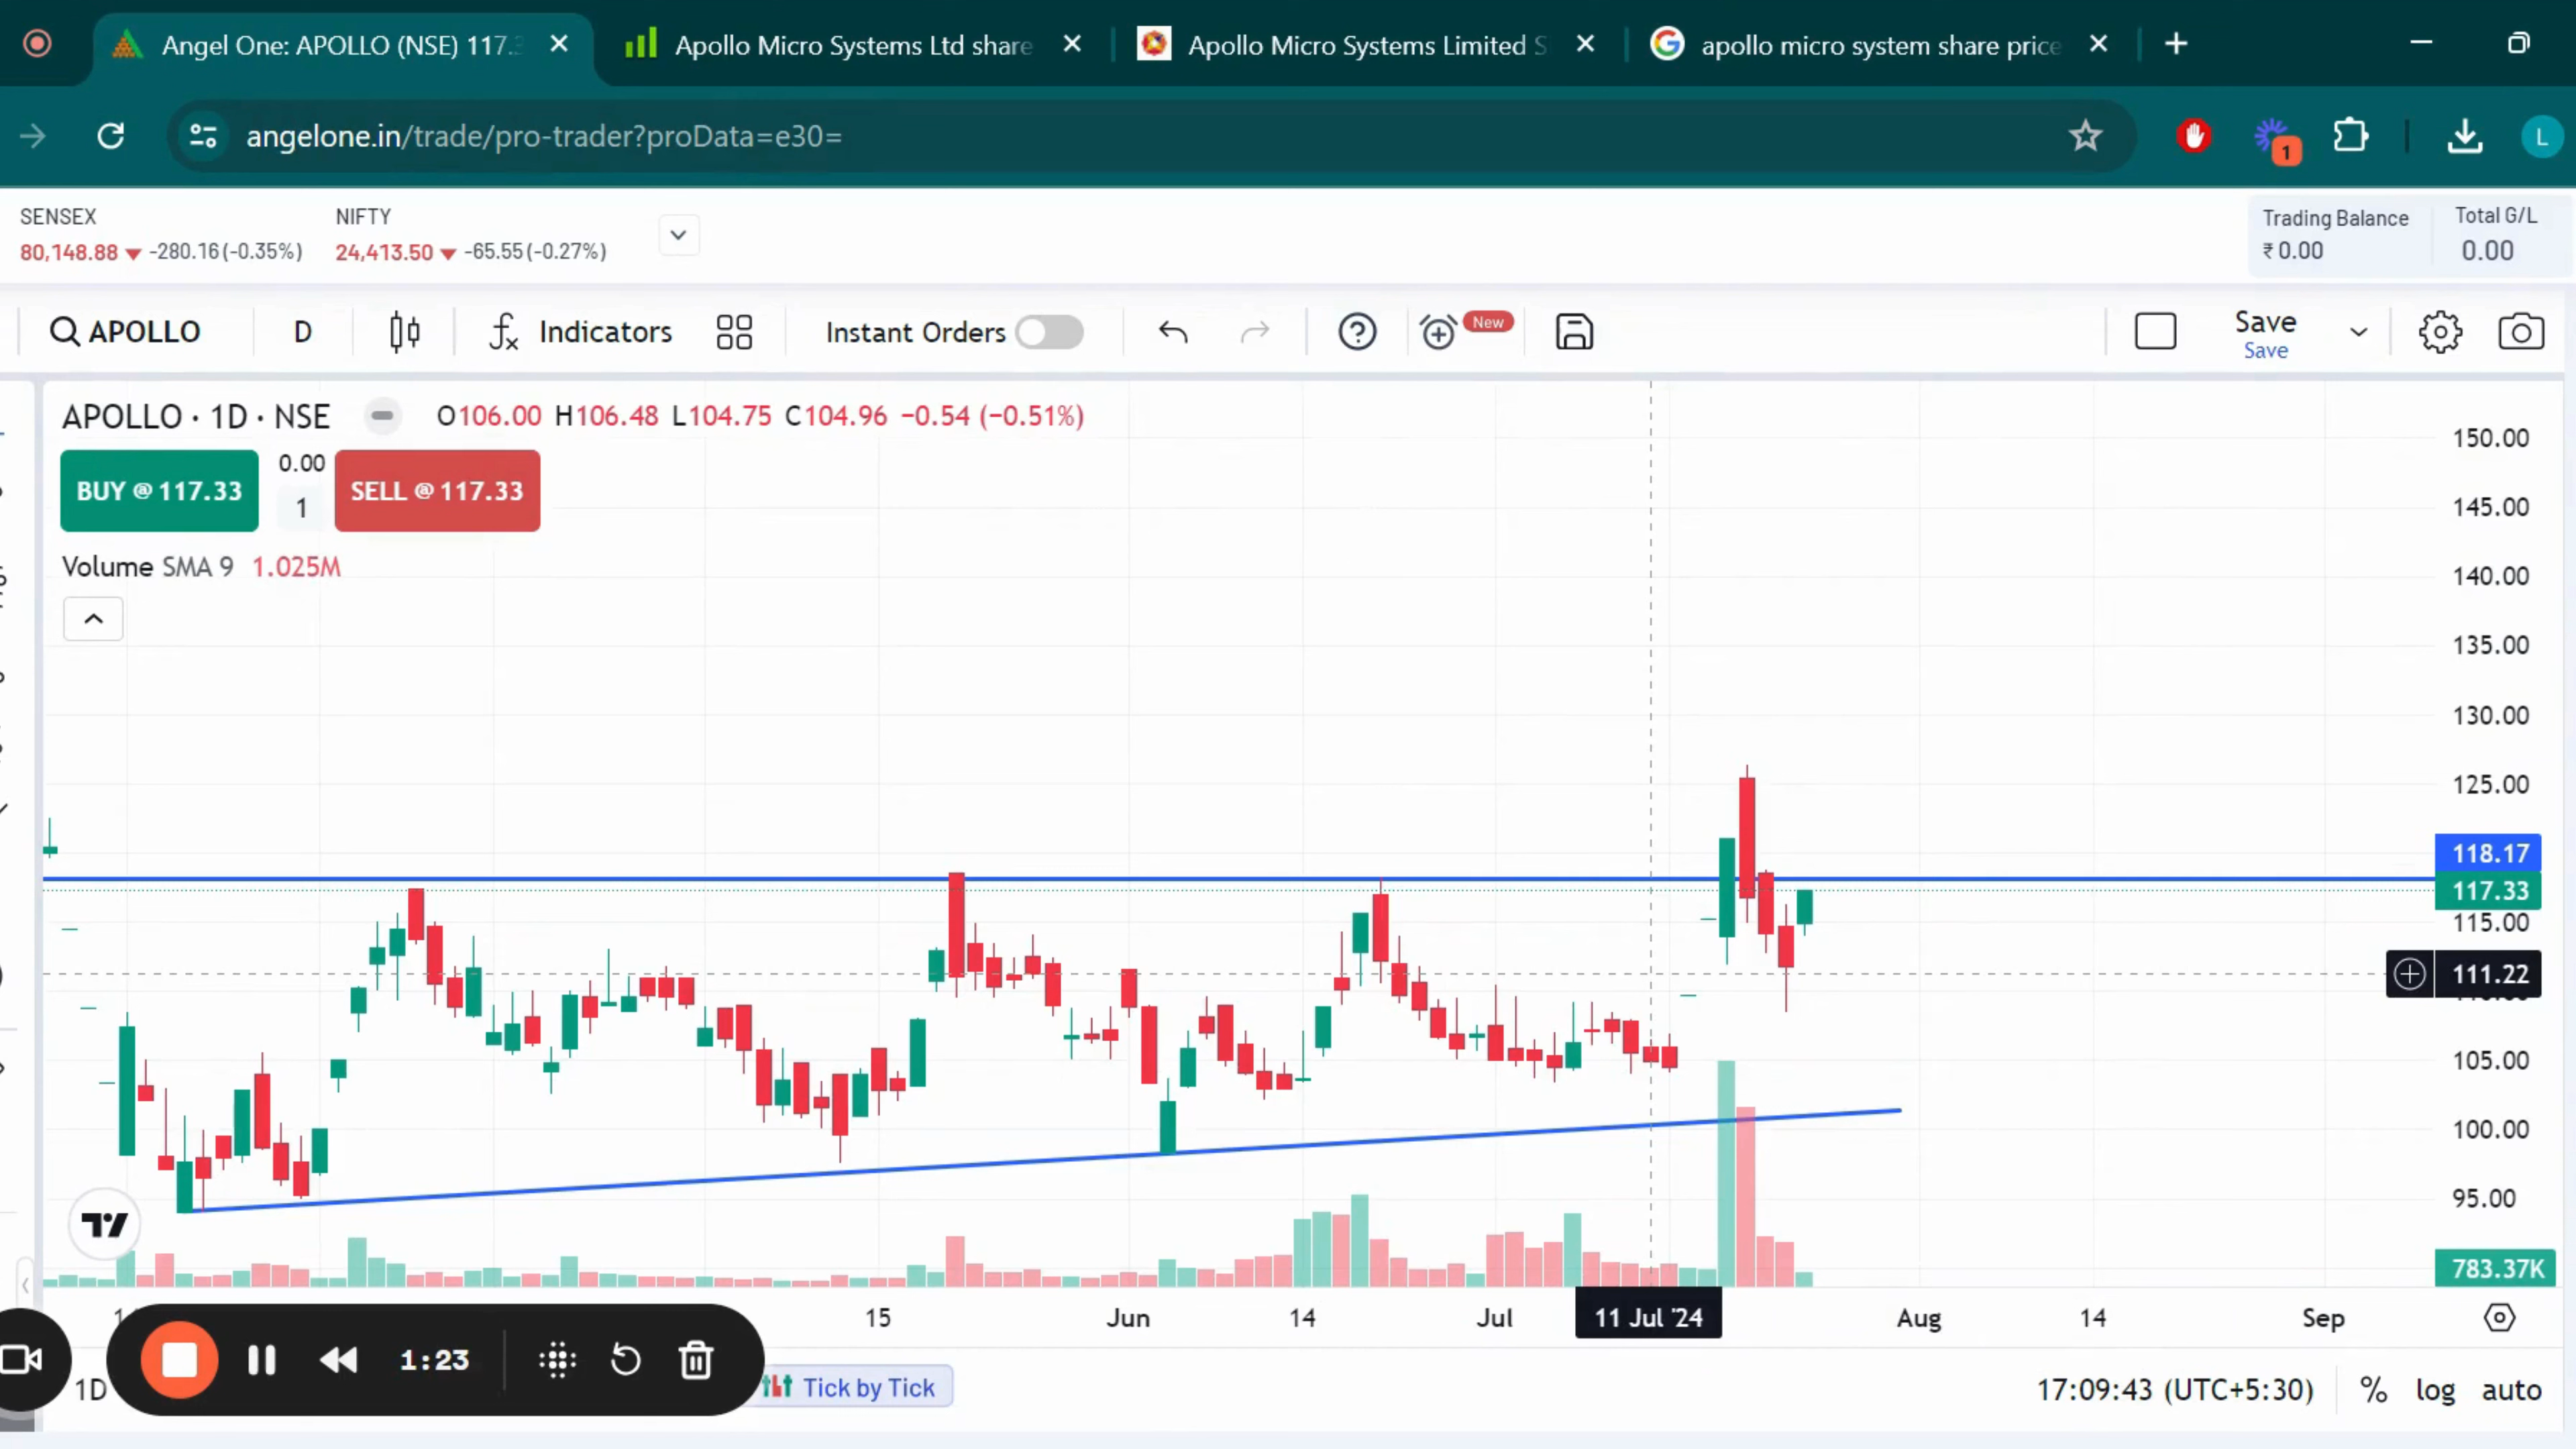 Angel One: APOLLO (NSE) 117.3
Apollo Micro Systems Ltd share
Apollo Micro Systems Limited S
apollo micro system share price
angelone.in/trade/pro-trader?proData=e30=
1
L
SENSEX
80,148.88 ▼ -280.16(-0.35%)
NIFTY
24,413.50 ▼ -65.55(-0.27%)
Trading Balance
₹ 0.00
Total G/L
0.00
APOLLO
D
Indicators
Instant Orders
New
Save
Save
APOLLO · 1D · NSE
O106.00 H106.48 L104.75 C104.96 −0.54 (−0.51%)
BUY @ 117.33
0.00
1
SELL @ 117.33
Volume SMA 9 1.025M
150.00
145.00
140.00
135.00
130.00
125.00
118.17
117.33
115.00
111.22
105.00
100.00
95.00
783.37K
15
Jun
14
Jul
11 Jul '24
Aug
14
Sep
1:23
1D
Tick by Tick
17:09:43 (UTC+5:30)
%
log
auto